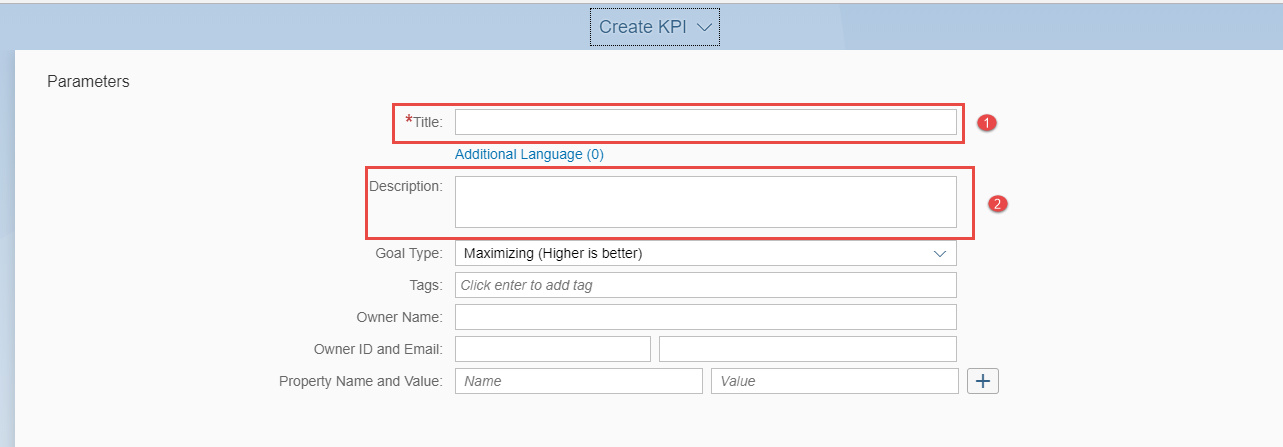 Create KPI
Parameters
*Title:
1
Additional Language (0)
Description:
2
Goal Type: Maximizing (Higher is better)
Tags: Click enter to add tag
Owner Name:
Owner ID and Email:
Property Name and Value: Name Value +